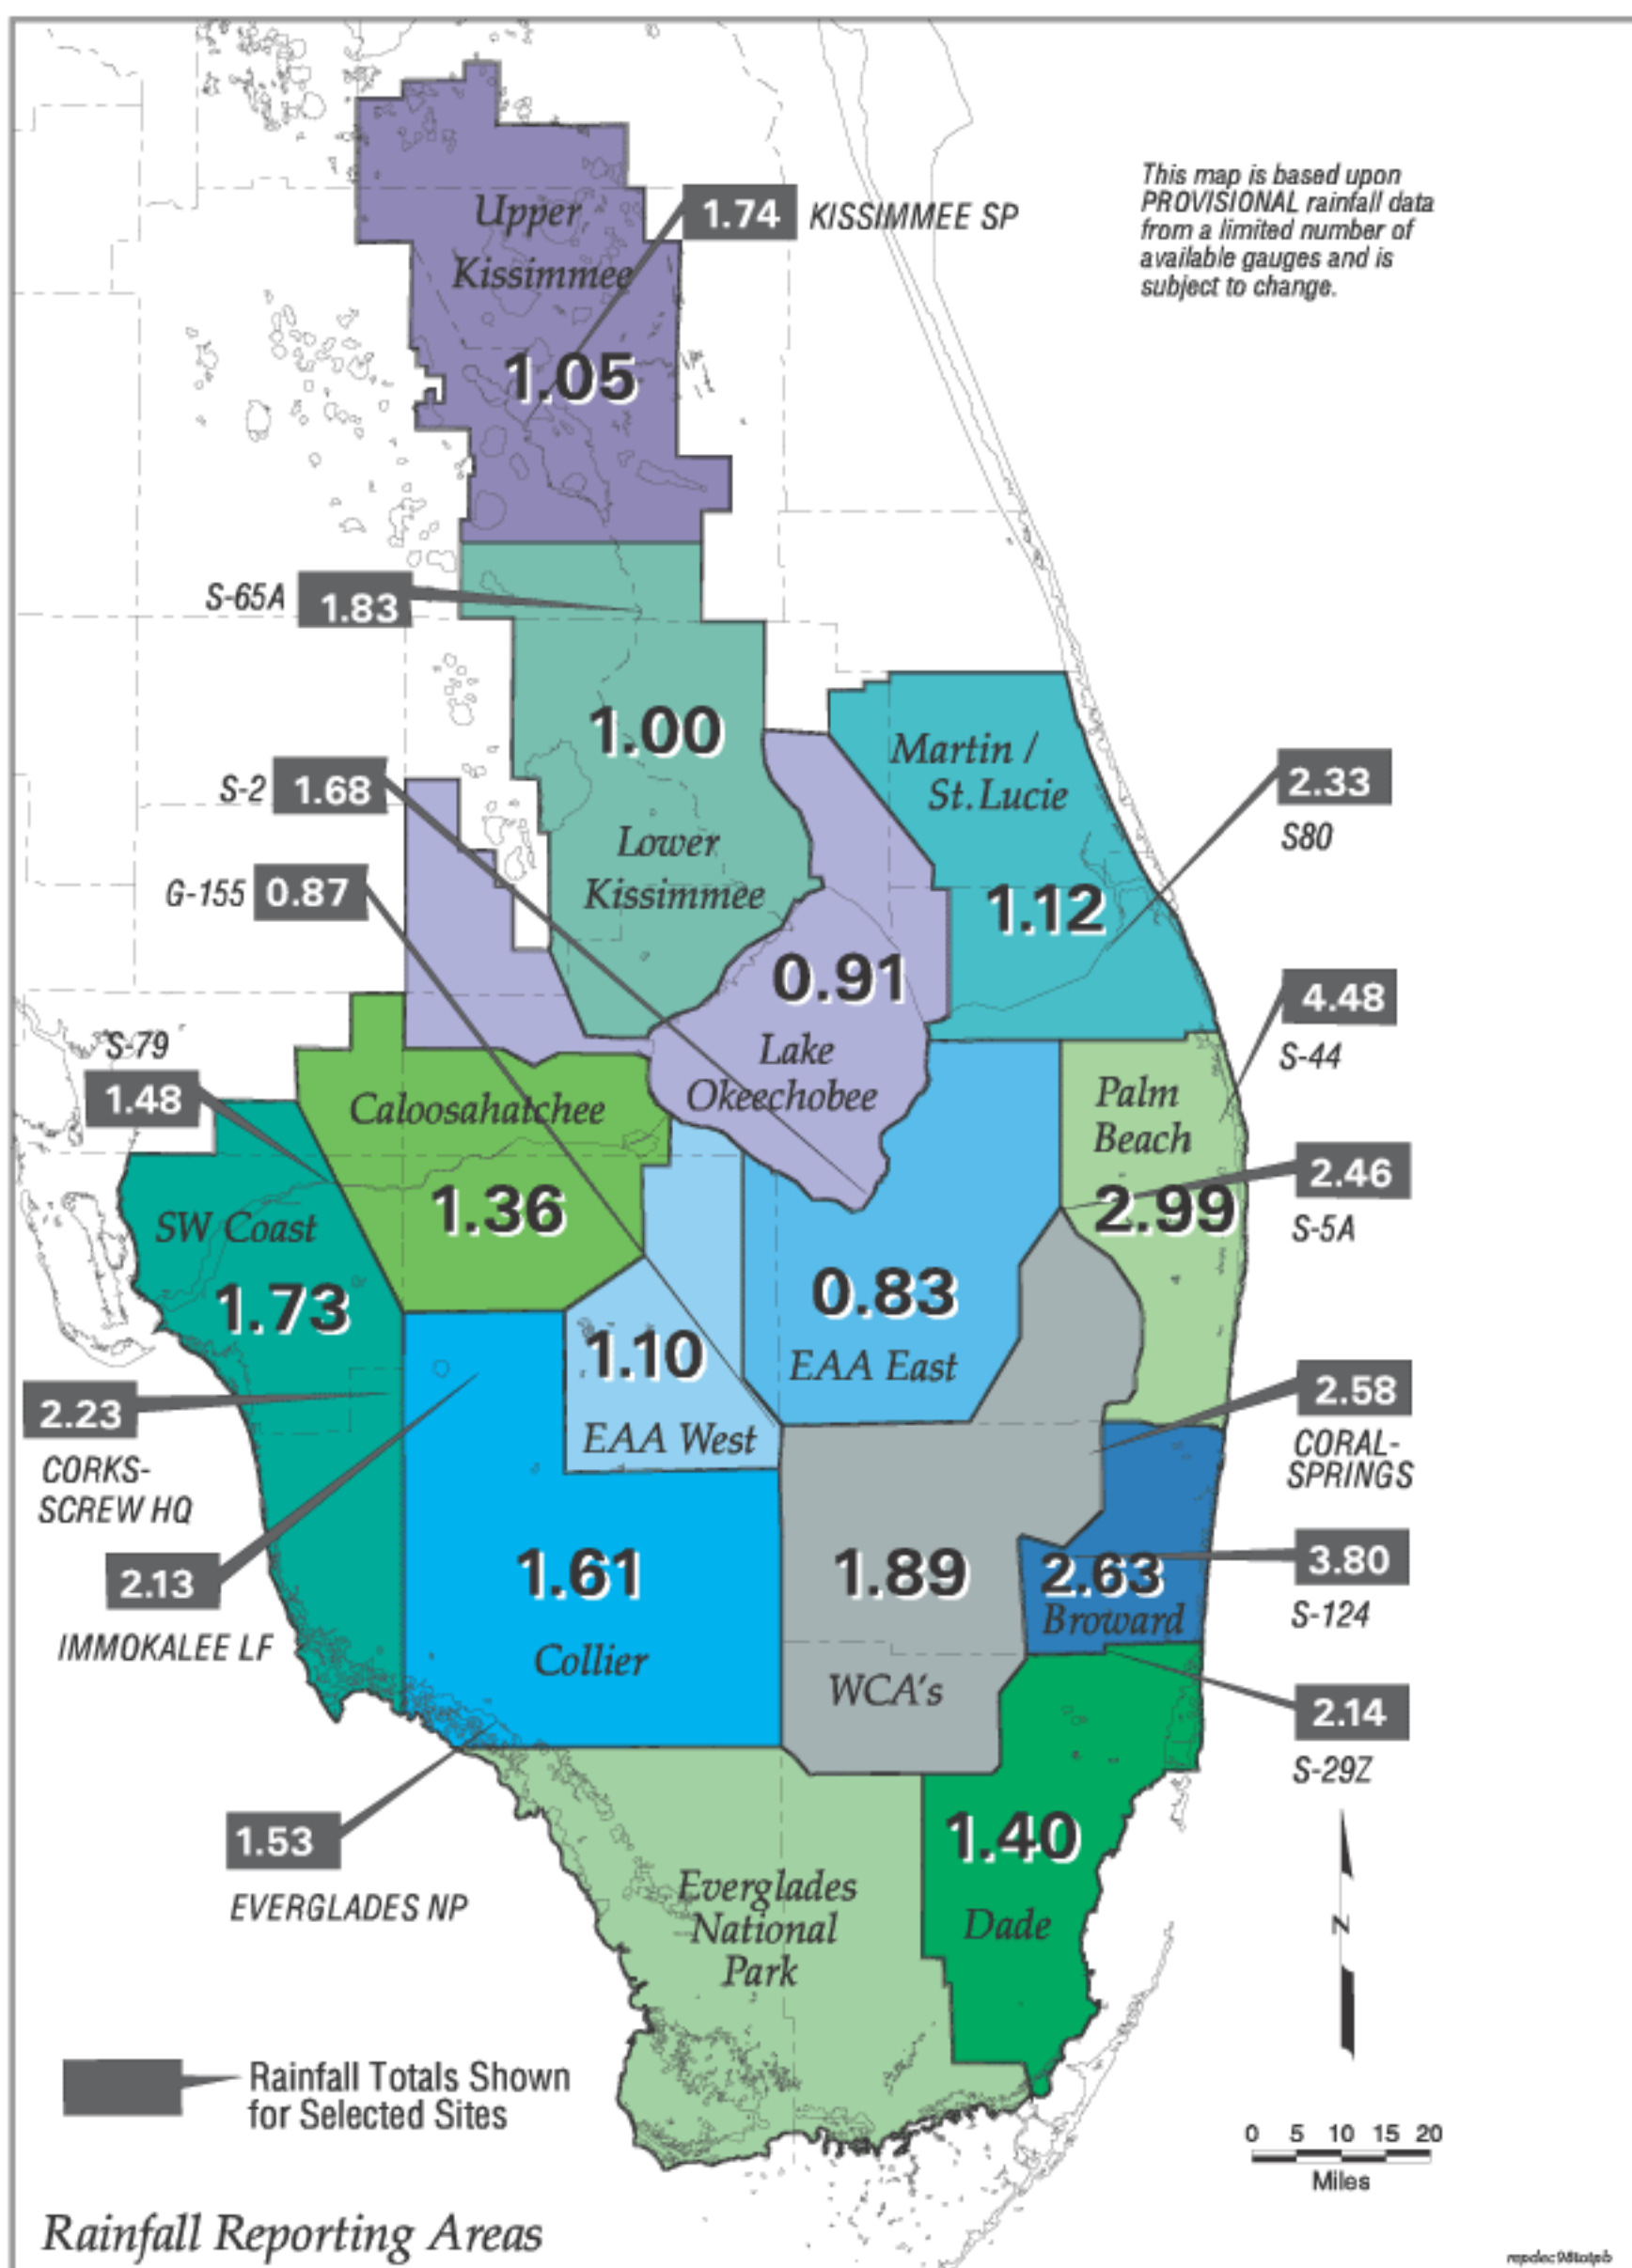 This map is based upon
PROVISIONAL rainfall data
from a limited number of
available gauges and is
subject to change.
Upper
Kissimmee
1.05
1.74 KISSIMMEE SP
S-65A 1.83
1.00
Lower
Kissimmee
Martin /
St.Lucie
1.12
2.33
S80
S-2 1.68
G-155 0.87
0.91
Lake
Okeechobee
4.48
S-44
S-79
1.48
Caloosahatchee
1.36
Palm
Beach
2.99
2.46
S-5A
SW Coast
1.73
0.83
EAA East
1.10
EAA West
2.23
CORKS-
SCREW HQ
2.58
CORAL-
SPRINGS
2.13
IMMOKALEE LF
1.61
Collier
1.89
WCA's
2.63
Broward
3.80
S-124
2.14
S-29Z
1.53
EVERGLADES NP
Everglades
National
Park
1.40
Dade
N
Rainfall Totals Shown
for Selected Sites
0 5 10 15 20
Miles
Rainfall Reporting Areas